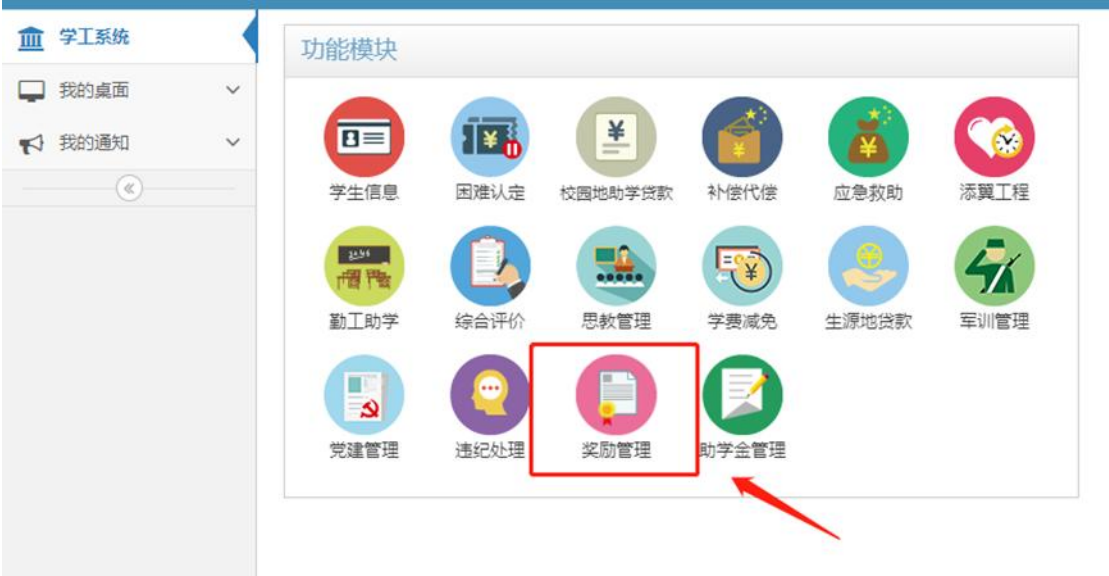 学工系统
我的桌面
我的通知
功能模块
学生信息
困难认定
校园地助学贷款
补偿代偿
应急救助
添翼工程
勤工助学
综合评价
思教管理
学费减免
生源地贷款
军训管理
党建管理
违纪处理
奖励管理
助学金管理